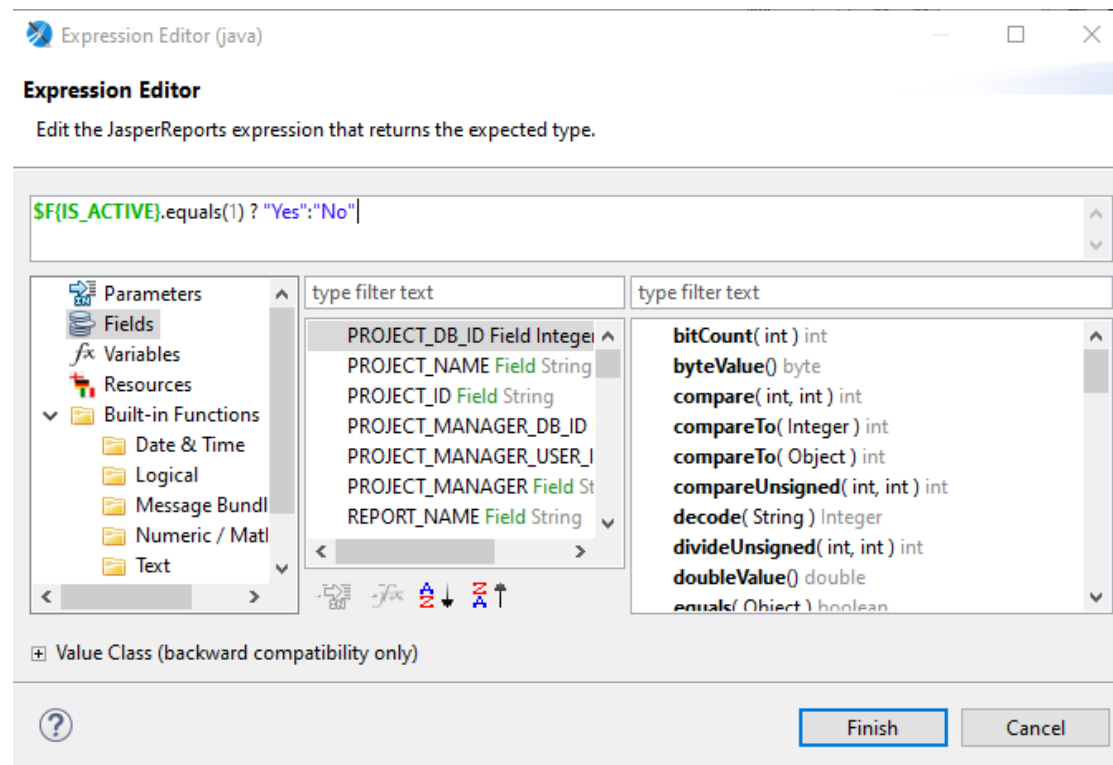 Expression Editor (java)
Expression Editor
Edit the JasperReports expression that returns the expected type.
$F{IS_ACTIVE}.equals(1) ? "Yes":"No"
Parameters
Fields
fx Variables
Resources
Built-in Functions
Date & Time
Logical
Message Bundl
Numeric / Matl
Text
type filter text
PROJECT_DB_ID Field Integer
PROJECT_NAME Field String
PROJECT_ID Field String
PROJECT_MANAGER_DB_ID
PROJECT_MANAGER_USER_I
PROJECT_MANAGER Field St
REPORT_NAME Field String
type filter text
bitCount( int ) int
byteValue() byte
compare( int, int ) int
compareTo( Integer ) int
compareTo( Object ) int
compareUnsigned( int, int ) int
decode( String ) Integer
divideUnsigned( int, int ) int
doubleValue() double
equals( Object ) boolean
Value Class (backward compatibility only)
?
Finish
Cancel